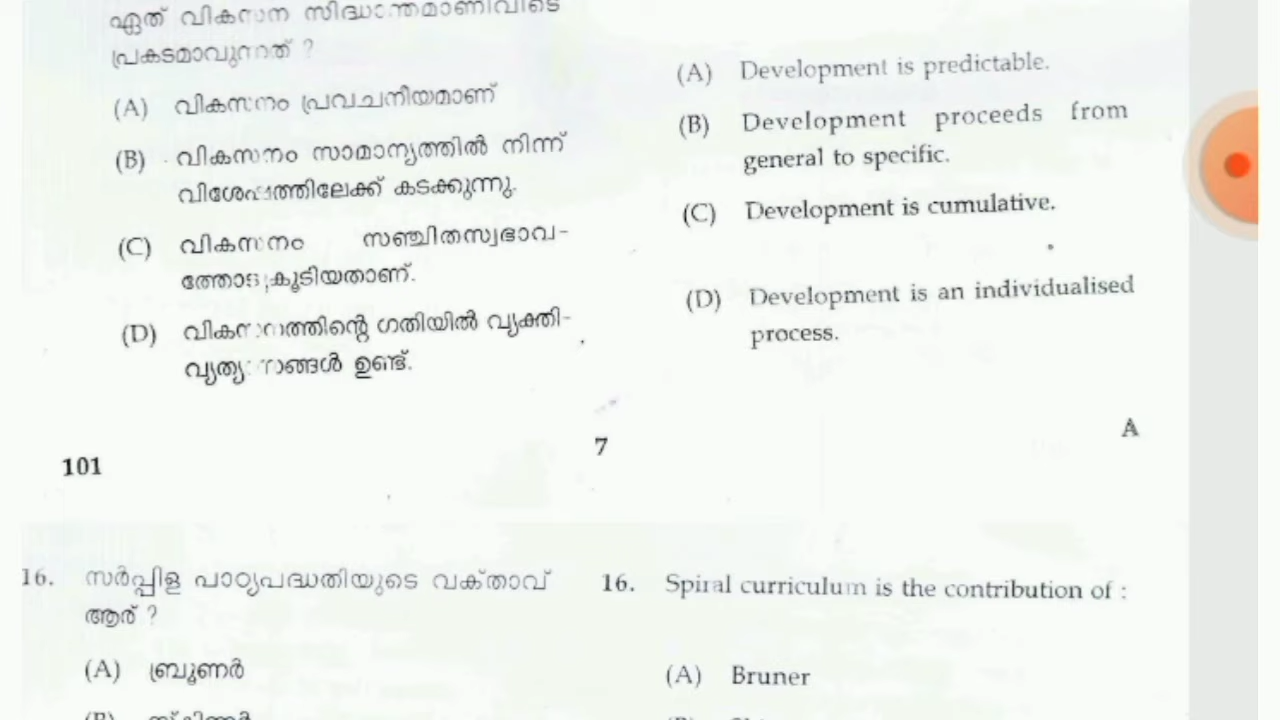 ഏത് വികസന സിദ്ധാന്തമാണിവിടെ
പ്രകടമാവുന്നത് ?
(A) വികസനം പ്രവചനീയമാണ്
(B) വികസനം സാമാന്യത്തിൽ നിന്ന്
വിശേഷത്തിലേക്ക് കടക്കുന്നു.
(C) വികസനം സഞ്ചിതസ്വഭാവ-
ത്തോടുകൂടിയതാണ്.
(D) വികസനത്തിന്റെ ഗതിയിൽ വ്യക്തി-
വ്യത്യാസങ്ങൾ ഉണ്ട്.
(A) Development is predictable.
(B) Development proceeds from
general to specific.
(C) Development is cumulative.
(D) Development is an individualised
process.
101
7
A
16. സർപ്പിള പാഠ്യപദ്ധതിയുടെ വക്താവ്
ആര് ?
(A) ബ്രൂണർ
(B) സ്കിന്നർ
16. Spiral curriculum is the contribution of :
(A) Bruner
(B)